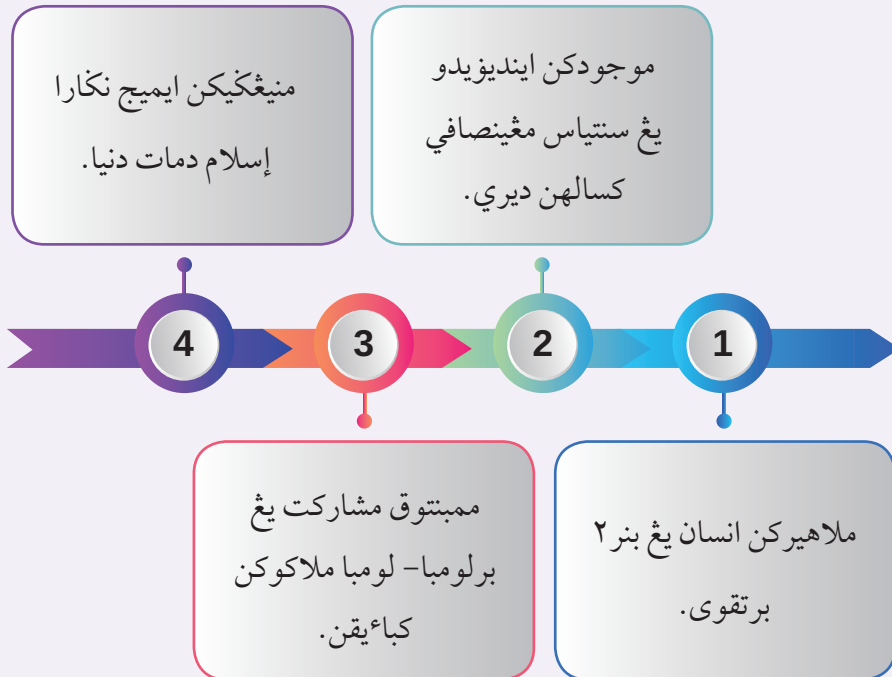 1
ملاهيركن انسان يڠ بنر٢
برتقوى.
2
موجودكن اينديۏيدو
يڠ سنتياس مڠينصافي
كسالهن ديري.
3
ممبنتوق مشاركت يڠ
برلومبا– لومبا ملاكوكن
كباءيقن.
4
منيڠݢيكن ايميج نݢارا
إسلام دمات دنيا.